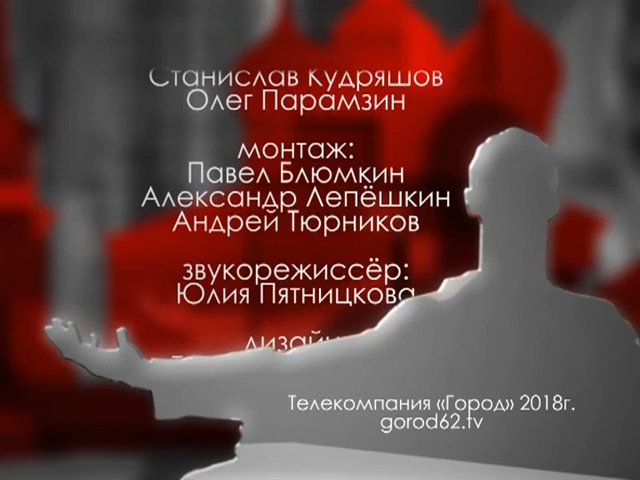 Станислав Кудряшов
Олег Парамзин
монтаж:
Павел Блюмкин
Александр Лепёшкин
Андрей Тюрников
звукорежиссёр:
Юлия Пятницкова
Телекомпания «Город» 2018г.
gorod62.tv